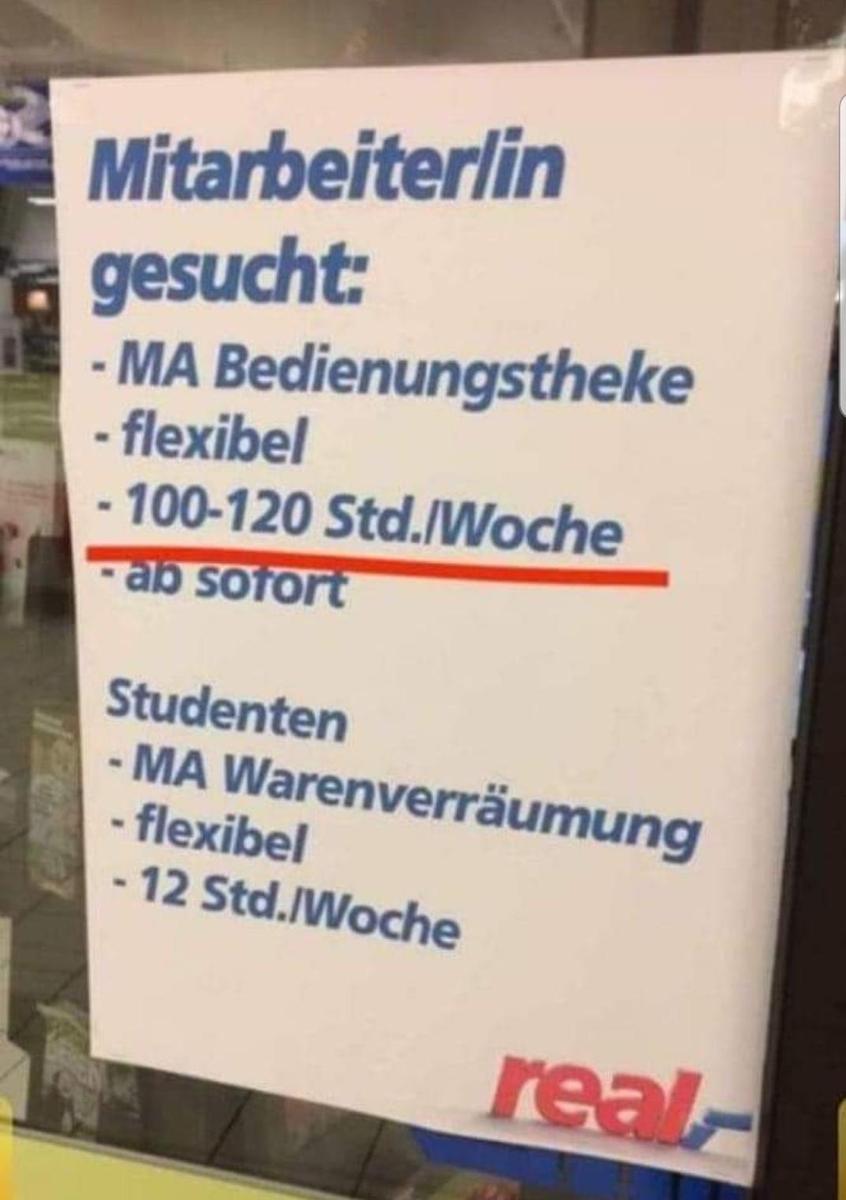 Mitarbeiter/in
gesucht:
- MA Bedienungstheke
- flexibel
- 100-120 Std./Woche
- ab sofort
Studenten
- MA Warenverräumung
- flexibel
- 12 Std./Woche
real,-